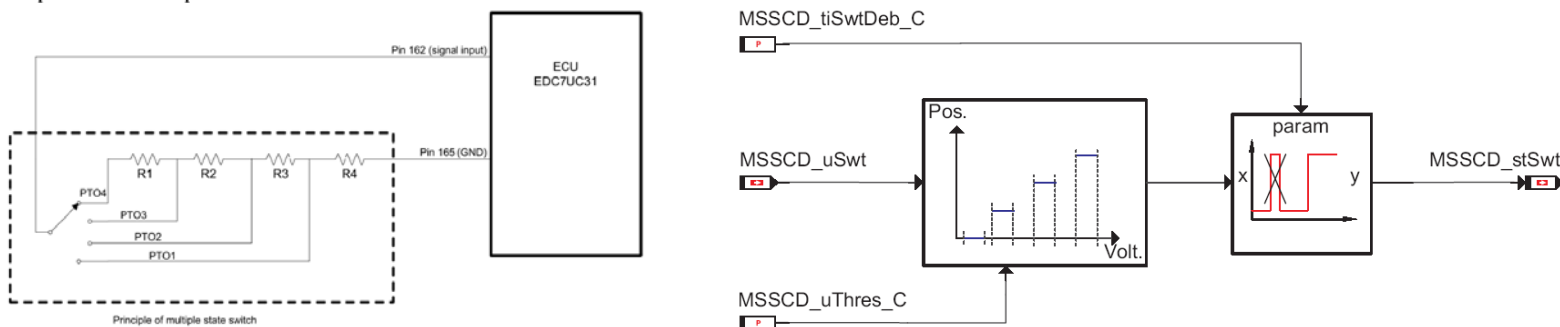 Pin 162 (signal input)
ECU
EDC7UC31
Pin 165 (GND)
R1
R2
R3
R4
PTO4
PTO3
PTO2
PTO1
Principle of multiple state switch
MSSCD_tiSwtDeb_C
P
Pos.
param
MSSCD_uSwt
x
y
MSSCD_stSwt
Volt.
MSSCD_uThres_C
P